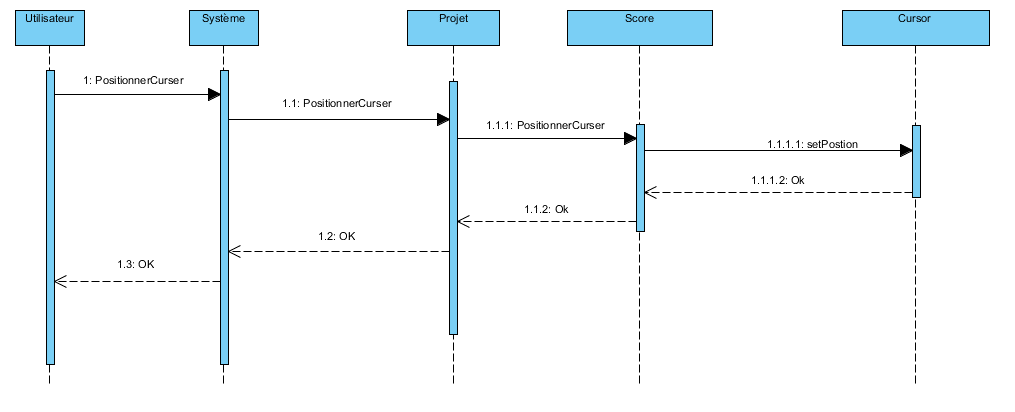 Utilisateur
Système
Projet
Score
Cursor
1: PositionnerCurser
1.1: PositionnerCurser
1.1.1: PositionnerCurser
1.1.1.1: setPostion
1.1.1.2: Ok
1.1.2: Ok
1.2: OK
1.3: OK